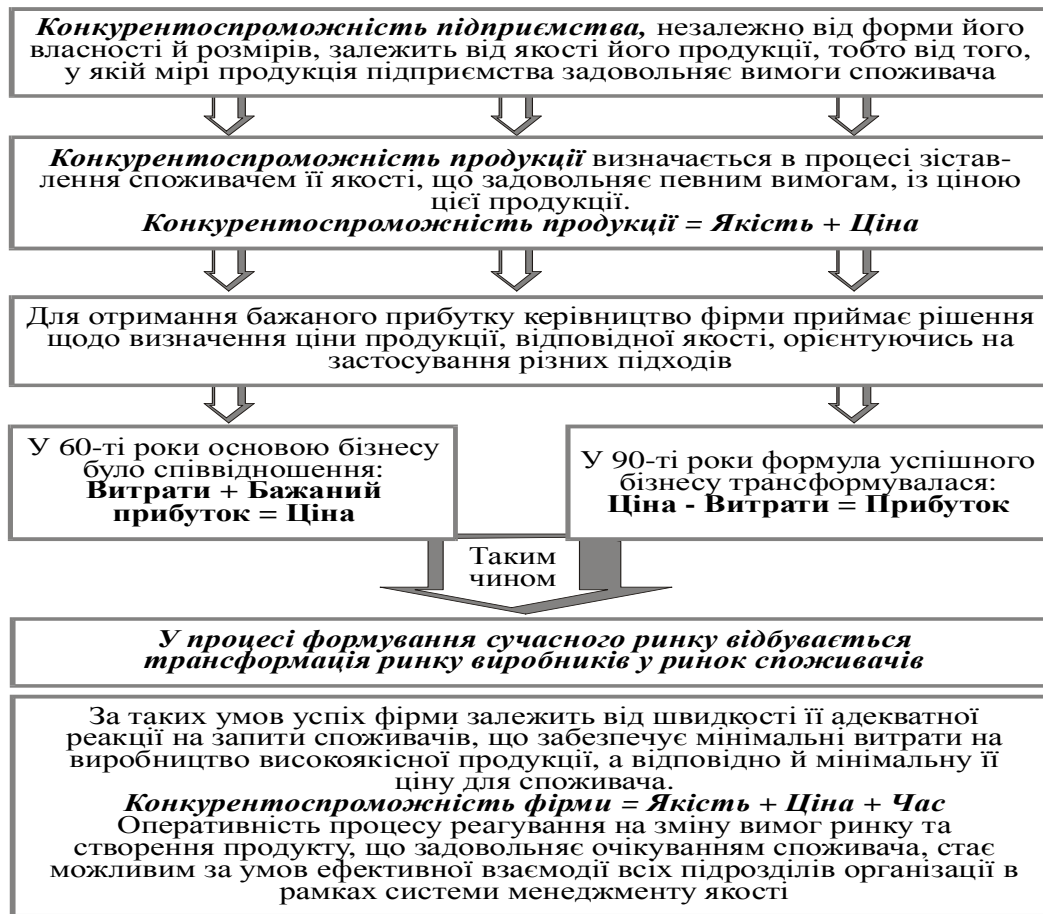 Конкурентоспроможність підприємства, незалежно від форми його
власності й розмірів, залежить від якості його продукції, тобто від того,
у якій мірі продукція підприємства задовольняє вимоги споживача
Конкурентоспроможність продукції визначається в процесі зістав-
лення споживачем її якості, що задовольняє певним вимогам, із ціною
цієї продукції.
Конкурентоспроможність продукції = Якість + Ціна
Для отримання бажаного прибутку керівництво фірми приймає рішення
щодо визначення ціни продукції, відповідної якості, орієнтуючись на
застосування різних підходів
У 60-ті роки основою бізнесу
було співвідношення:
Витрати + Бажаний
прибуток = Ціна
У 90-ті роки формула успішного
бізнесу трансформувалася:
Ціна - Витрати = Прибуток
Таким
чином
У процесі формування сучасного ринку відбувається
трансформація ринку виробників у ринок споживачів
За таких умов успіх фірми залежить від швидкості її адекватної
реакції на запити споживачів, що забезпечує мінімальні витрати на
виробництво високоякісної продукції, а відповідно й мінімальну її
ціну для споживача.
Конкурентоспроможність фірми = Якість + Ціна + Час
Оперативність процесу реагування на зміну вимог ринку та
створення продукту, що задовольняє очікуванням споживача, стає
можливим за умов ефективної взаємодії всіх підрозділів організації в
рамках системи менеджменту якості